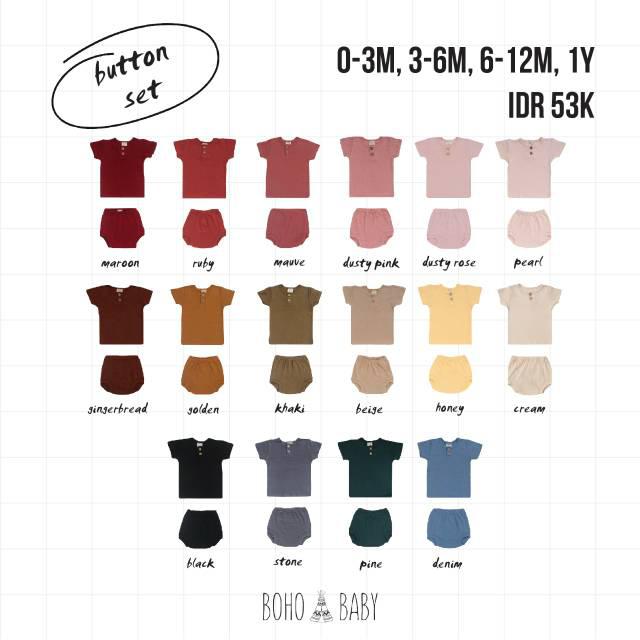 button
set
0-3M, 3-6M, 6-12M, 1Y
IDR 53K
maroon ruby mauve dusty pink dusty rose pearl
gingerbread golden khaki beige honey cream
black stone pine denim
BOHO BABY